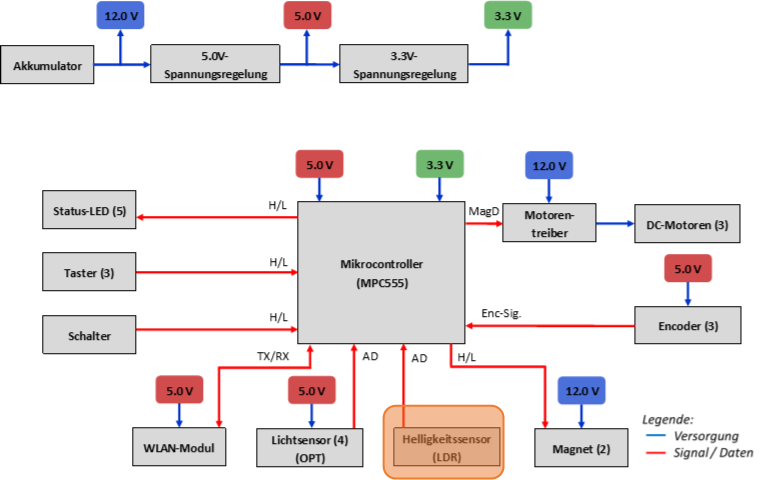 12.0 V
5.0 V
3.3 V
Akkumulator
5.0V-
Spannungsregelung
3.3V-
Spannungsregelung
5.0 V
3.3 V
12.0 V
Status-LED (5)
H/L
MagD
Motoren-
treiber
DC-Motoren (3)
Taster (3)
H/L
Mikrocontroller
(MPC555)
5.0 V
Schalter
H/L
Enc-Sig.
Encoder (3)
TX/RX
AD
AD
H/L
5.0 V
5.0 V
12.0 V
WLAN-Modul
Lichtsensor (4)
(OPT)
Helligkeitssensor
(LDR)
Magnet (2)
Legende:
Versorgung
Signal / Daten